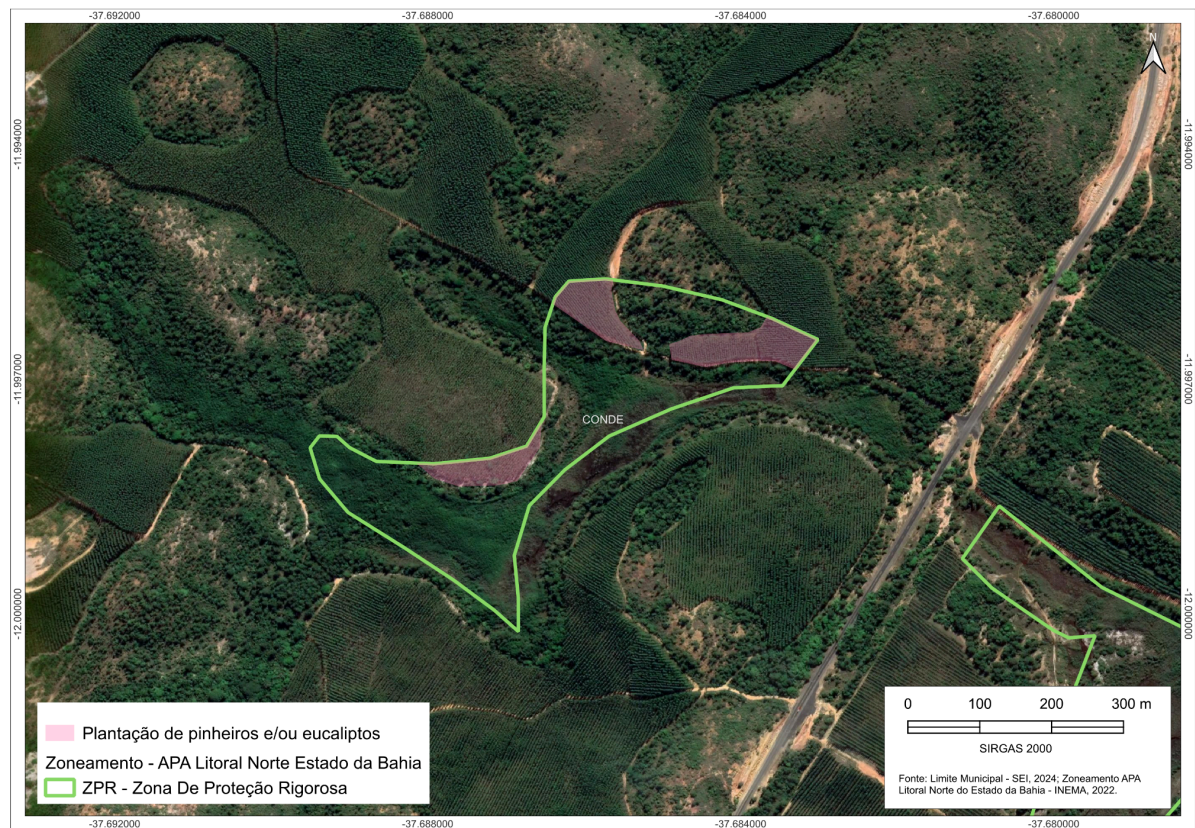 -37.692000 -37.688000 -37.684000 -37.680000
N
-11.994000 -11.994000
-11.997000 -11.997000
CONDE
-12.000000 -12.000000
Plantação de pinheiros e/ou eucaliptos
Zoneamento - APA Litoral Norte Estado da Bahia
ZPR - Zona De Proteção Rigorosa
0 100 200 300 m
SIRGAS 2000
Fonte: Limite Municipal - SEI, 2024; Zoneamento APA
Litoral Norte do Estado da Bahia - INEMA, 2022.
-37.692000 -37.688000 -37.684000 -37.680000